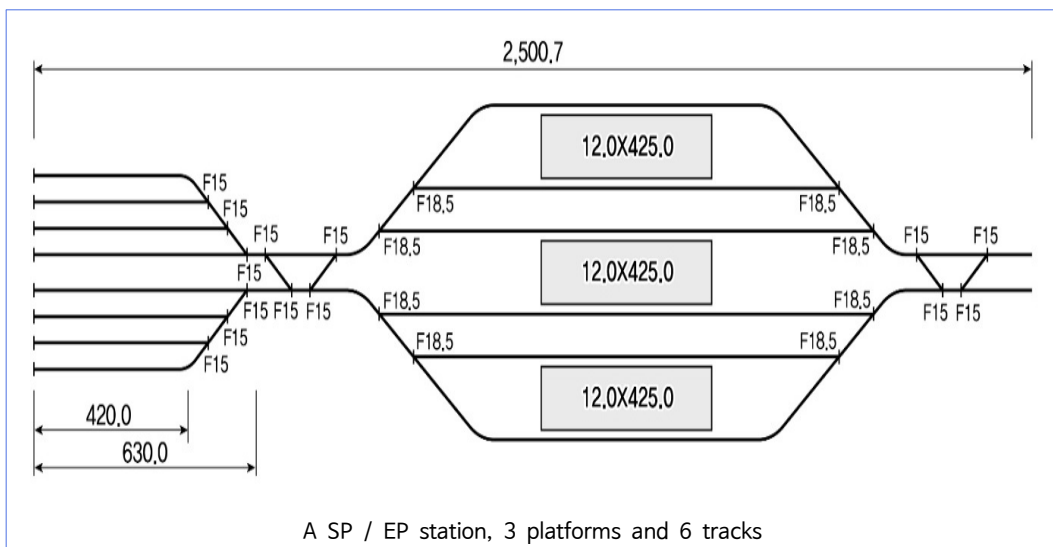 2,500.7
12.0X425.0
F15
F15
F18.5 F18.5
F15 F15 F15 F15
F18.5 F18.5
F15 12.0X425.0
F15 F15 F15 F18.5 F18.5 F15 F15
F15
F18.5 F18.5
F15
12.0X425.0
420.0
630.0
A SP / EP station, 3 platforms and 6 tracks